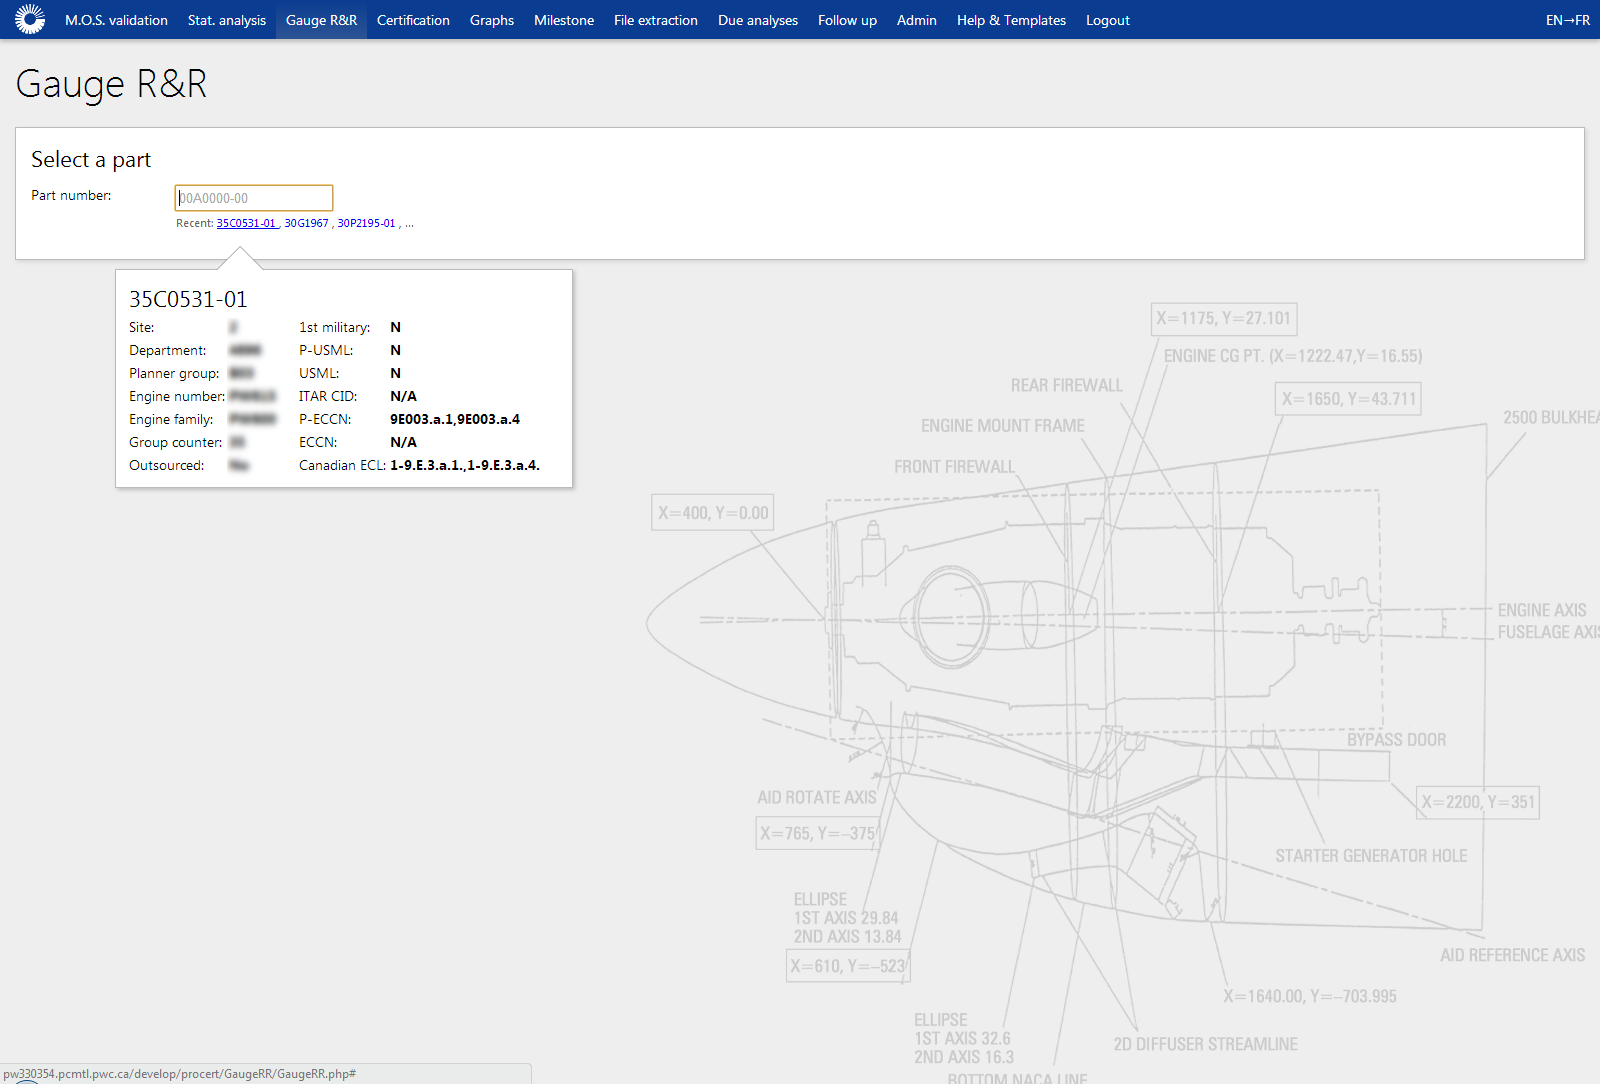 M.O.S. validation Stat. analysis Gauge R&R Certification Graphs Milestone File extraction Due analyses Follow up Admin Help & Templates Logout EN→FR
Gauge R&R
Select a part
Part number: 00A0000-00
Recent: 35C0531-01 , 30G1967 , 30P2195-01 , ...
35C0531-01
Site: 1st military: N
Department: P-USML: N
Planner group: USML: N
Engine number: ITAR CID: N/A
Engine family: P-ECCN: 9E003.a.1,9E003.a.4
Group counter: ECCN: N/A
Outsourced: Canadian ECL: 1-9.E.3.a.1.,1-9.E.3.a.4.
X=1175, Y=27.101
ENGINE CG PT. (X=1222.47,Y=16.55)
REAR FIREWALL
X=1650, Y=43.711
ENGINE MOUNT FRAME
2500 BULKHEA
FRONT FIREWALL
X=400, Y=0.00
ENGINE AXIS
FUSELAGE AXIS
BYPASS DOOR
AID ROTATE AXIS
X=2200, Y=351
X=765, Y=-375
STARTER GENERATOR HOLE
ELLIPSE
1ST AXIS 29.84
2ND AXIS 13.84
AID REFERENCE AXIS
X=610, Y=-523
X=1640.00, Y=-703.995
ELLIPSE
1ST AXIS 32.6
2ND AXIS 16.3
2D DIFFUSER STREAMLINE
BOTTOM NACA LINE
pw330354.pcmtl.pwc.ca/develop/procert/GaugeRR/GaugeRR.php#